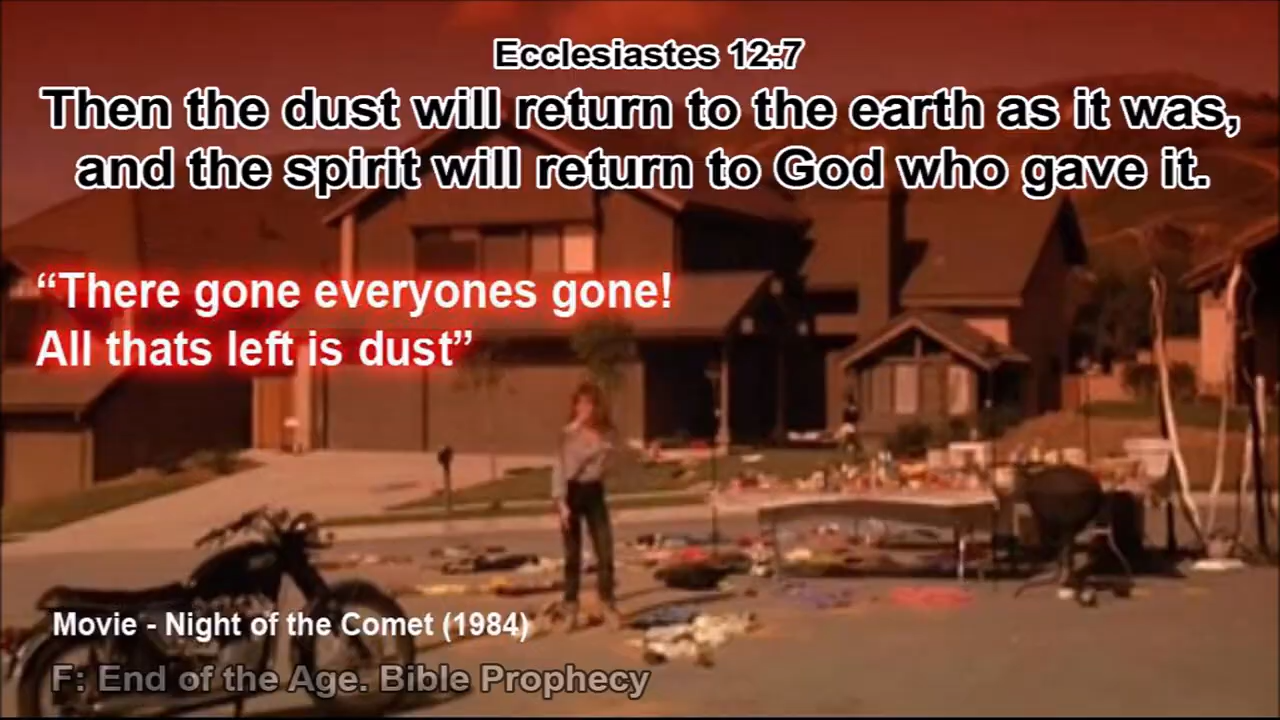 Ecclesiastes 12:7
Then the dust will return to the earth as it was,
and the spirit will return to God who gave it.
“There gone everyones gone!
All thats left is dust”
Movie - Night of the Comet (1984)
F: End of the Age. Bible Prophecy